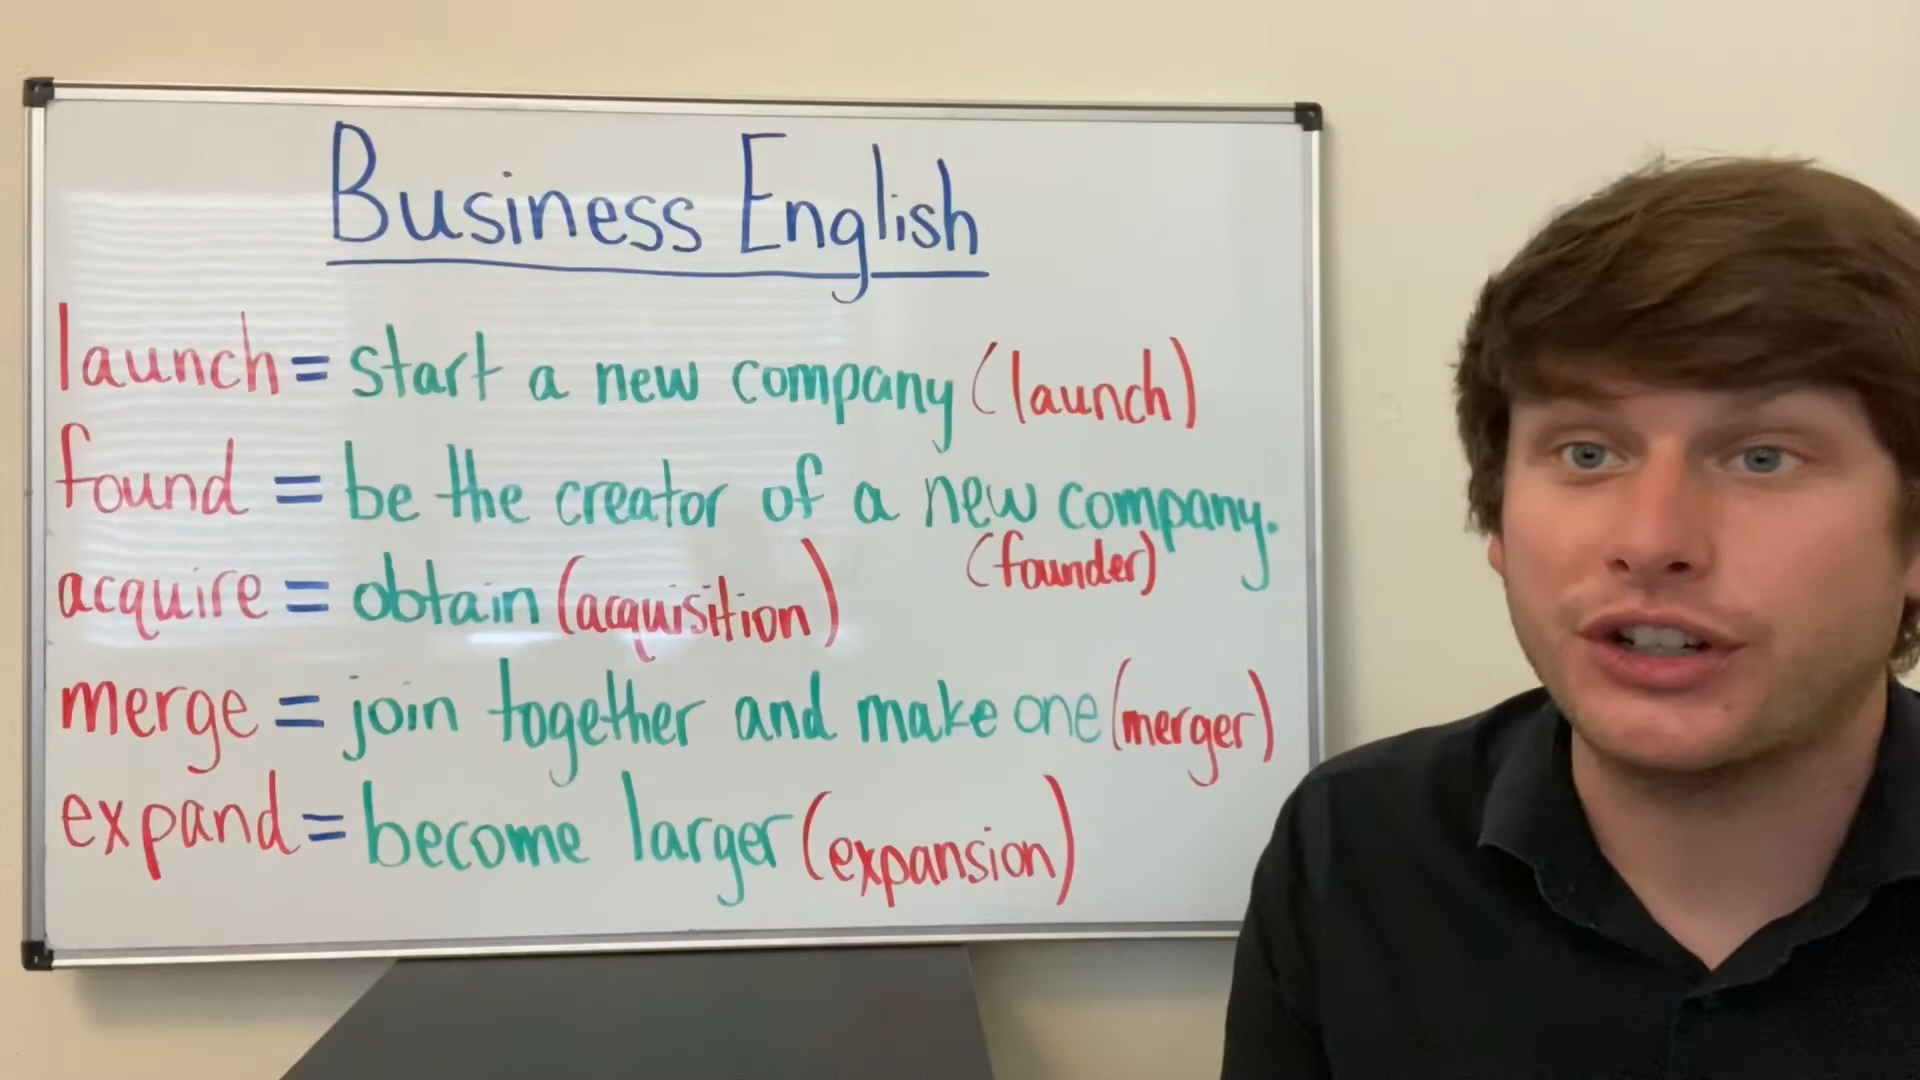 Business English
launch = start a new company (launch)
found = be the creator of a new company.
(founder)
acquire = obtain (acquisition)
merge = join together and make one (merger)
expand = become larger (expansion)